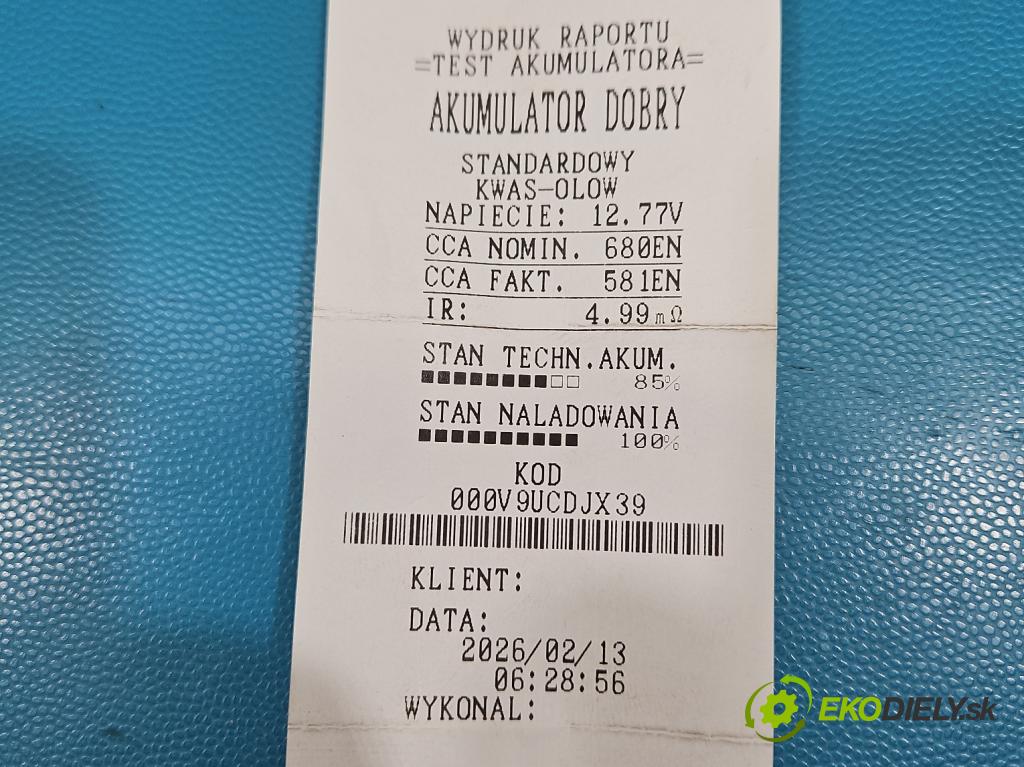 WYDRUK RAPORTU
=TEST AKUMULATORA=
AKUMULATOR DOBRY
STANDARDOWY
KWAS-OLOW
NAPIECIE: 12.77V
CCA NOMIN. 680EN
CCA FAKT. 581EN
IR: 4.99mΩ
STAN TECHN.AKUM.
85%
STAN NALADOWANIA
100%
KOD
000V9UCDJX39
KLIENT:
DATA:
2026/02/13
06:28:56
WYKONAL:
EKODIELY.sk